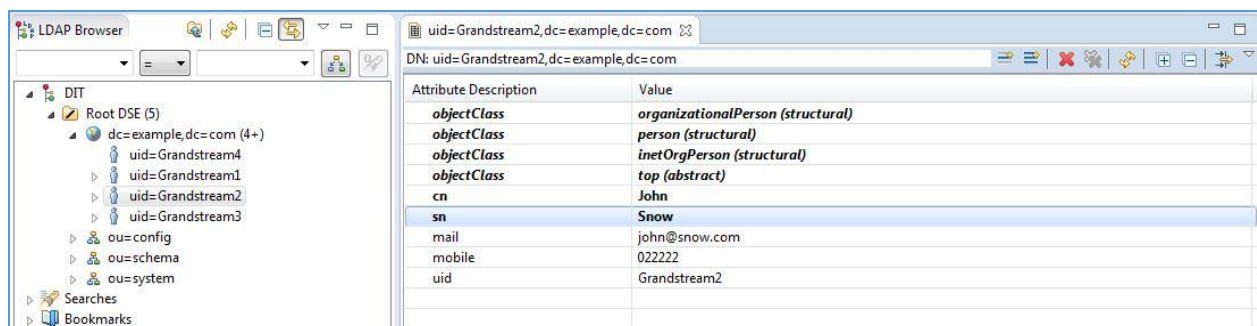 LDAP Browser
=
DIT
Root DSE (5)
dc=example,dc=com (4+)
uid=Grandstream4
uid=Grandstream1
uid=Grandstream2
uid=Grandstream3
ou=config
ou=schema
ou=system
Searches
Bookmarks
uid=Grandstream2,dc=example,dc=com
DN: uid=Grandstream2,dc=example,dc=com
Attribute Description Value
objectClass organizationalPerson (structural)
objectClass person (structural)
objectClass inetOrgPerson (structural)
objectClass top (abstract)
cn John
sn Snow
mail john@snow.com
mobile 022222
uid Grandstream2